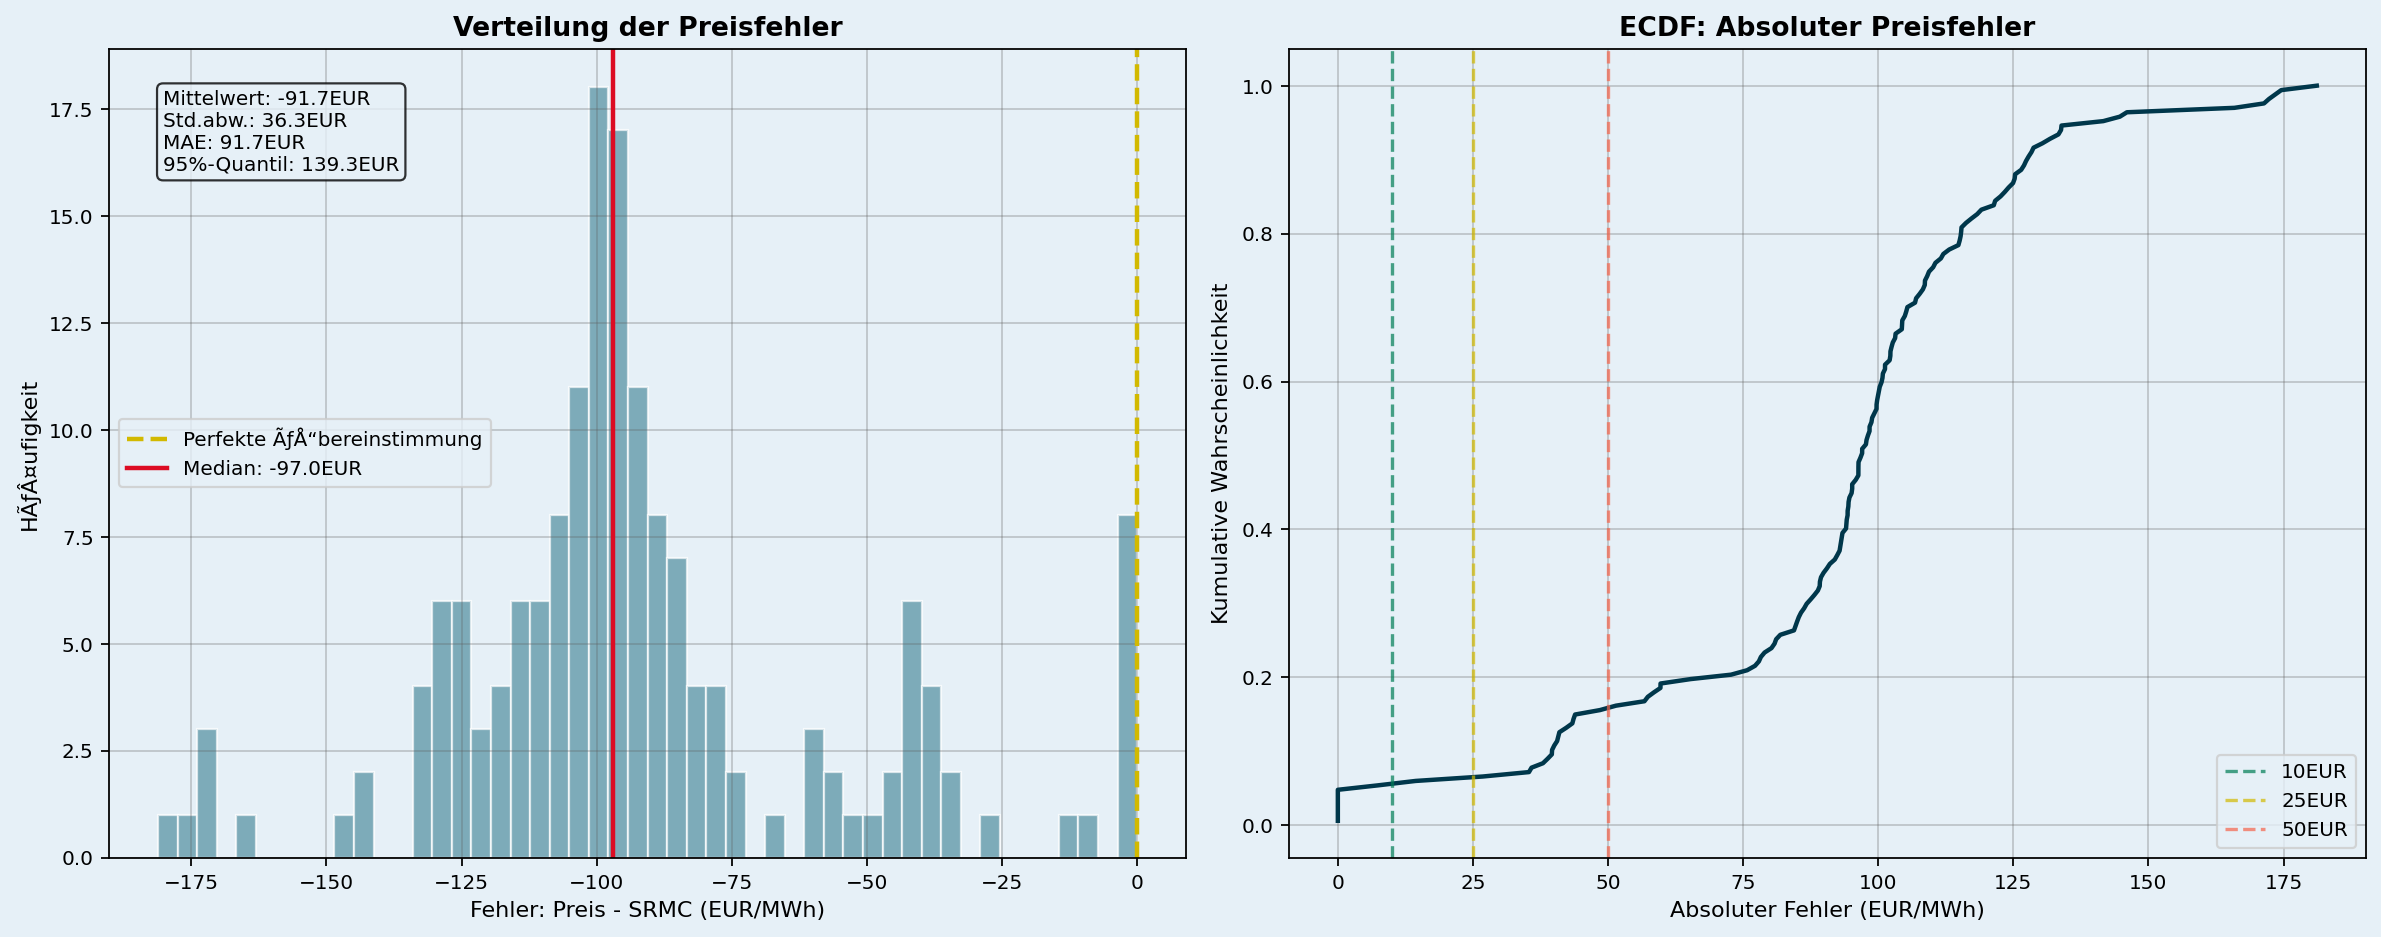 Verteilung der Preisfehler
Mittelwert: -91.7EUR
Std.abw.: 36.3EUR
MAE: 91.7EUR
95%-Quantil: 139.3EUR
Perfekte ÃƒÅ“bereinstimmung
Median: -97.0EUR
HÃƒÂ¤ufigkeit
17.5
15.0
12.5
10.0
7.5
5.0
2.5
0.0
−175
−150
−125
−100
−75
−50
−25
0
Fehler: Preis - SRMC (EUR/MWh)
ECDF: Absoluter Preisfehler
Kumulative Wahrscheinlichkeit
1.0
0.8
0.6
0.4
0.2
0.0
10EUR
25EUR
50EUR
0
25
50
75
100
125
150
175
Absoluter Fehler (EUR/MWh)